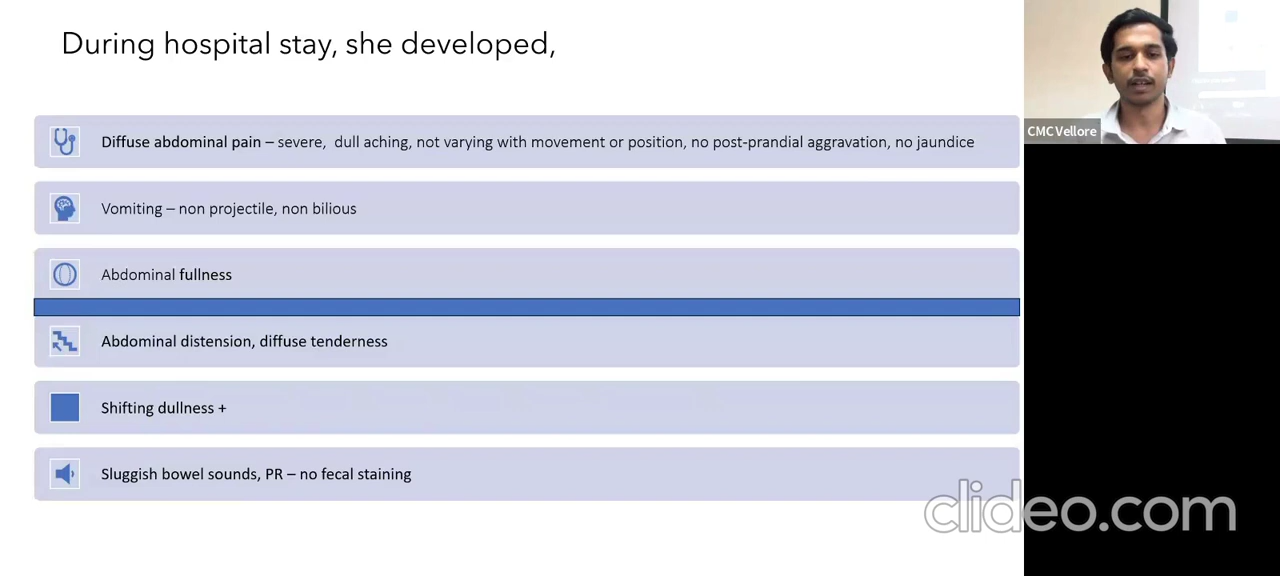 During hospital stay, she developed,
Diffuse abdominal pain – severe,  dull aching, not varying with movement or position, no post-prandial aggravation, no jaundice
Vomiting – non projectile, non bilious
Abdominal fullness
Abdominal distension, diffuse tenderness
Shifting dullness +
Sluggish bowel sounds, PR – no fecal staining
CMC Vellore
clideo.com